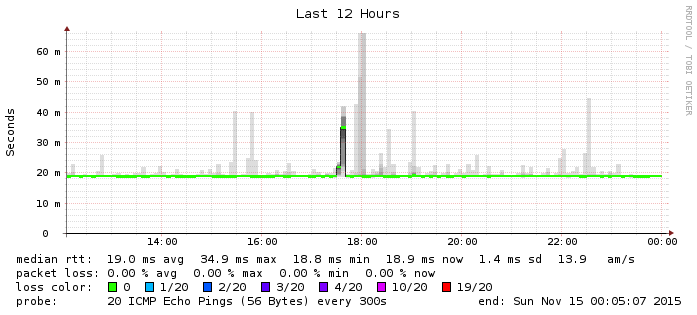 Last 12 Hours
RRDTOOL / TOBI OETIKER
Seconds
60 m
50 m
40 m
30 m
20 m
10 m
0
14:00 16:00 18:00 20:00 22:00 00:00
median rtt: 19.0 ms avg 34.9 ms max 18.8 ms min 18.9 ms now 1.4 ms sd 13.9 am/s
packet loss: 0.00 % avg 0.00 % max 0.00 % min 0.00 % now
loss color: 0 1/20 2/20 3/20 4/20 10/20 19/20
probe: 20 ICMP Echo Pings (56 Bytes) every 300s end: Sun Nov 15 00:05:07 2015